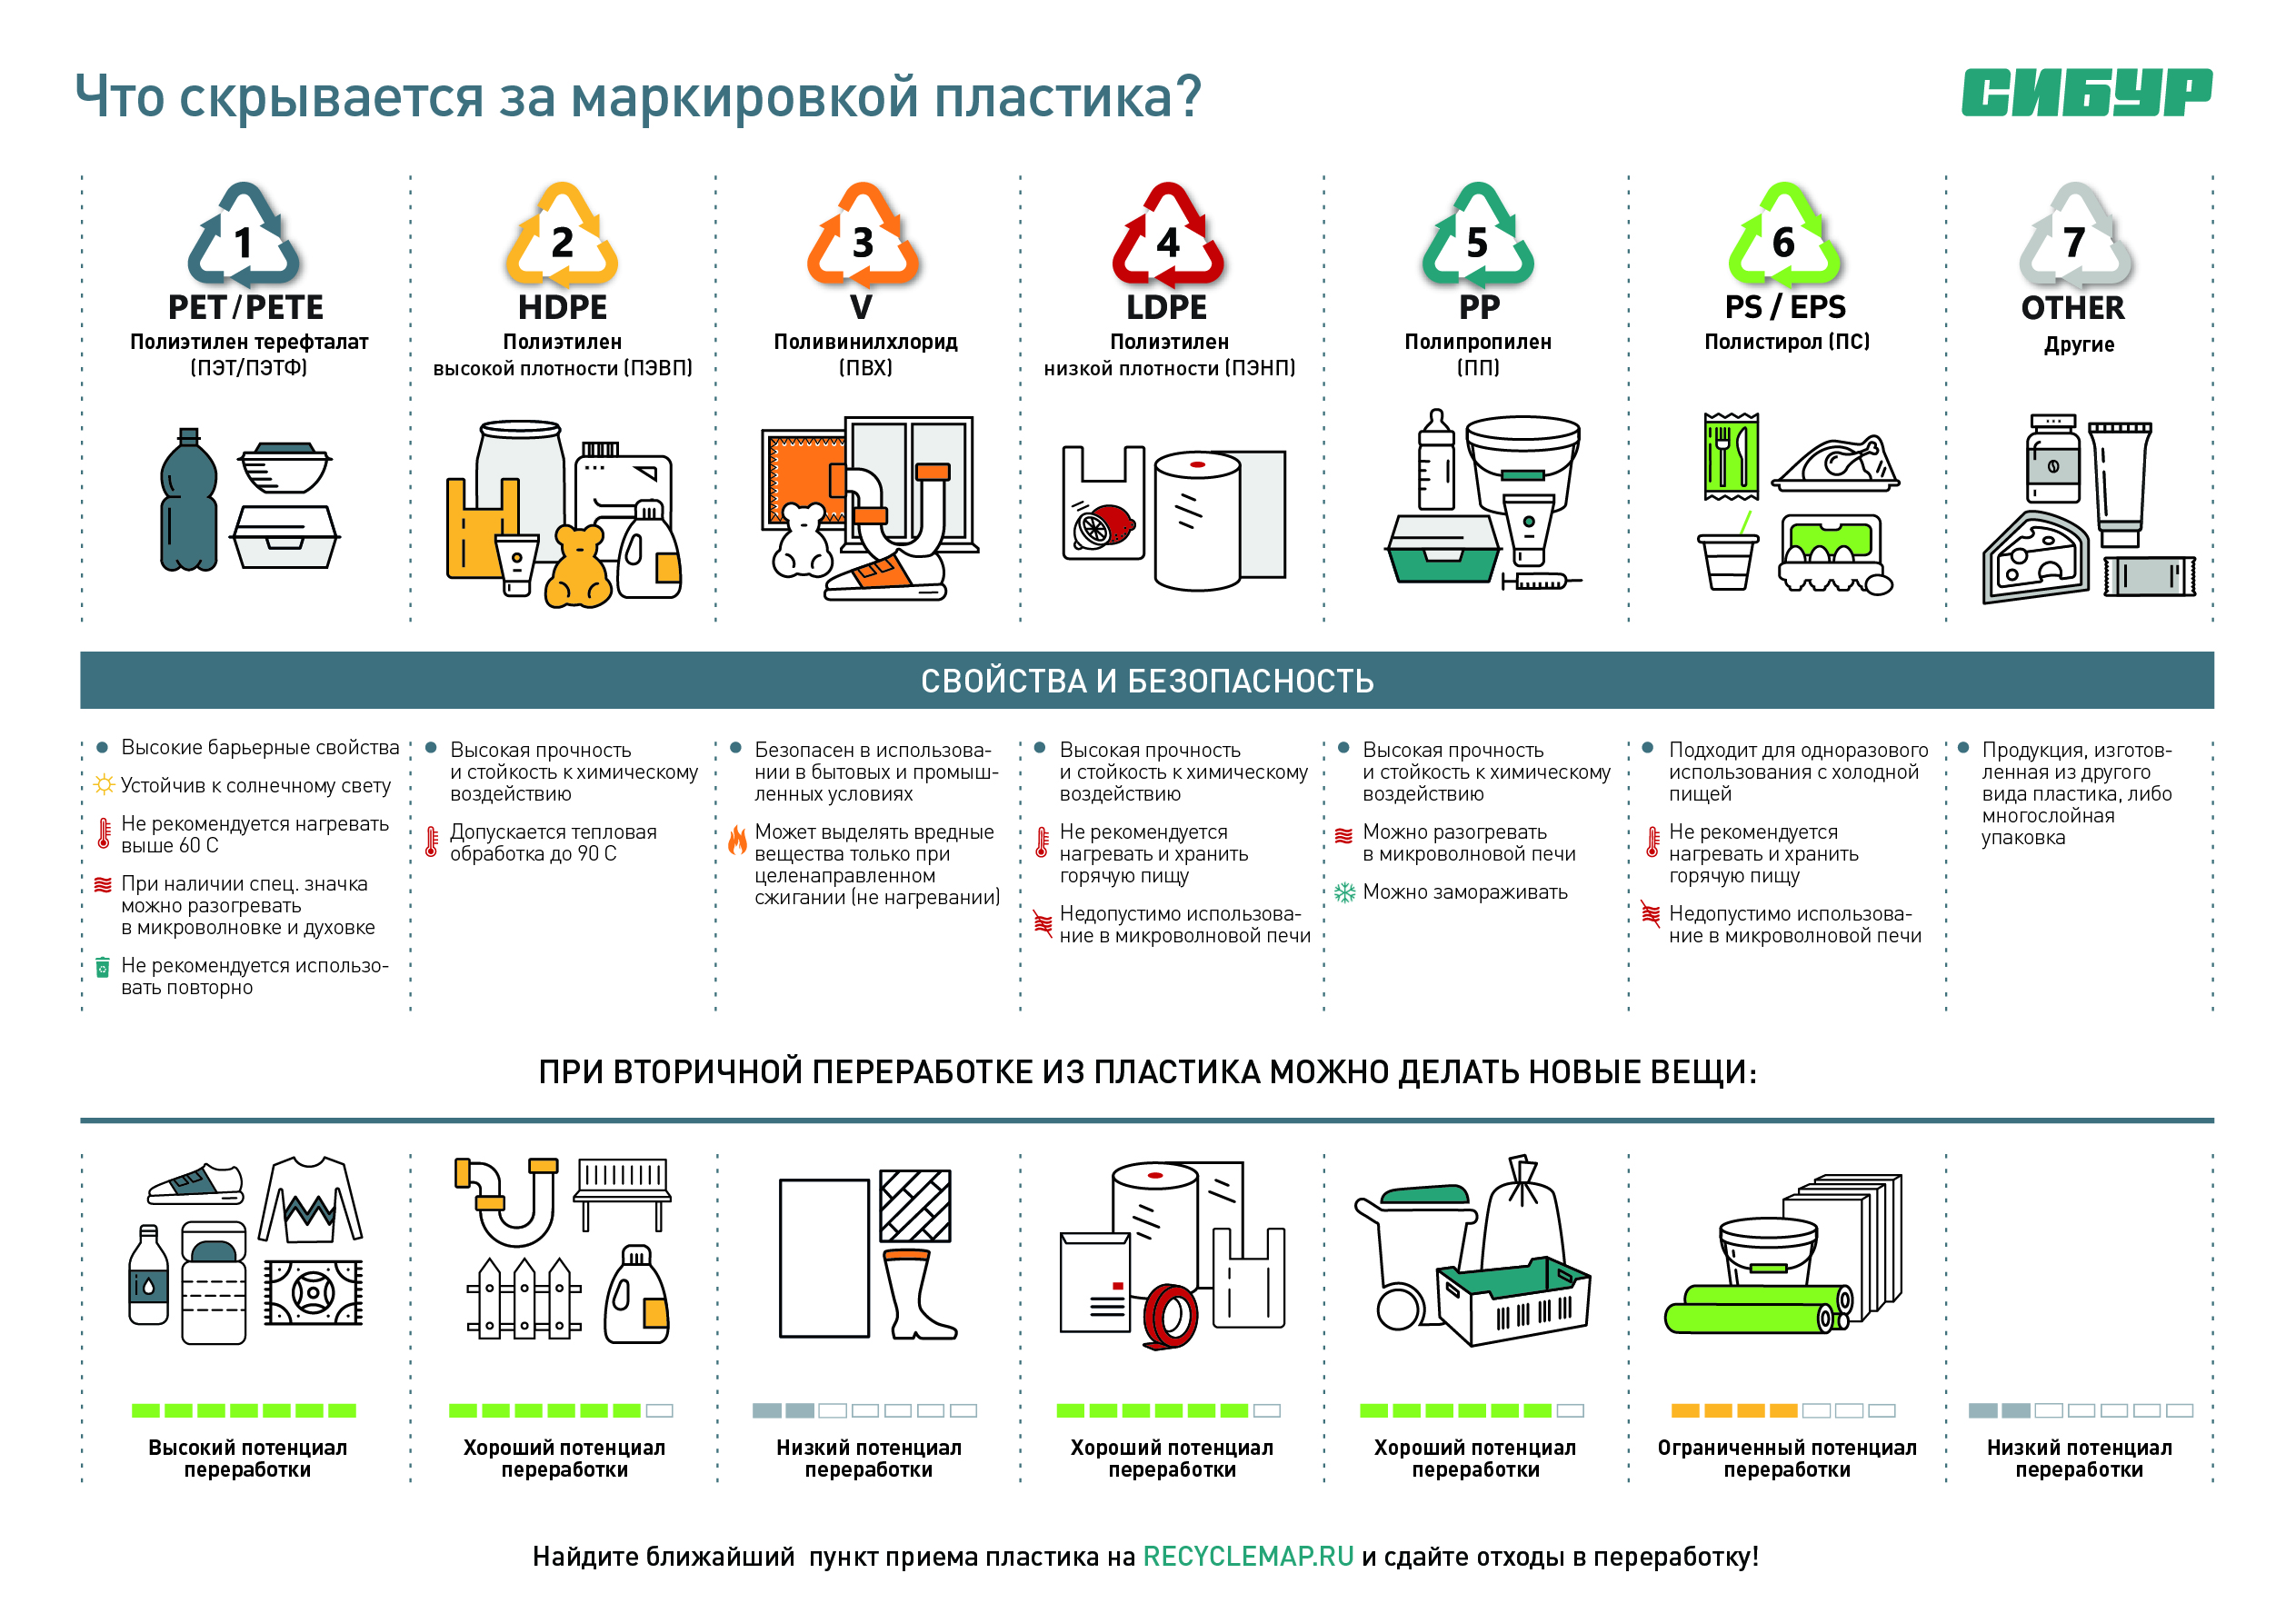 Что скрывается за маркировкой пластика?
СИБУР
1
PET/PETE
Полиэтилен терефталат
(ПЭТ/ПЭТФ)
2
HDPE
Полиэтилен
высокой плотности (ПЭВП)
3
V
Поливинилхлорид
(ПВХ)
4
LDPE
Полиэтилен
низкой плотности (ПЭНП)
5
PP
Полипропилен
(ПП)
6
PS / EPS
Полистирол (ПС)
7
OTHER
Другие
СВОЙСТВА И БЕЗОПАСНОСТЬ
Высокие барьерные свойства
Устойчив к солнечному свету
Не рекомендуется нагревать
выше 60 С
При наличии спец. значка
можно разогревать
в микроволновке и духовке
Не рекомендуется использо-
вать повторно
Высокая прочность
и стойкость к химическому
воздействию
Допускается тепловая
обработка до 90 С
Безопасен в использова-
нии в бытовых и промыш-
ленных условиях
Может выделять вредные
вещества только при
целенаправленном
сжигании (не нагревании)
Высокая прочность
и стойкость к химическому
воздействию
Не рекомендуется
нагревать и хранить
горячую пищу
Недопустимо использова-
ние в микроволновой печи
Высокая прочность
и стойкость к химическому
воздействию
Можно разогревать
в микроволновой печи
Можно замораживать
Подходит для одноразового
использования с холодной
пищей
Не рекомендуется
нагревать и хранить
горячую пищу
Недопустимо использова-
ние в микроволновой печи
Продукция, изготов-
ленная из другого
вида пластика, либо
многослойная
упаковка
ПРИ ВТОРИЧНОЙ ПЕРЕРАБОТКЕ ИЗ ПЛАСТИКА МОЖНО ДЕЛАТЬ НОВЫЕ ВЕЩИ:
Высокий потенциал
переработки
Хороший потенциал
переработки
Низкий потенциал
переработки
Хороший потенциал
переработки
Хороший потенциал
переработки
Ограниченный потенциал
переработки
Низкий потенциал
переработки
Найдите ближайший пункт приема пластика на RECYCLEMAP.RU и сдайте отходы в переработку!